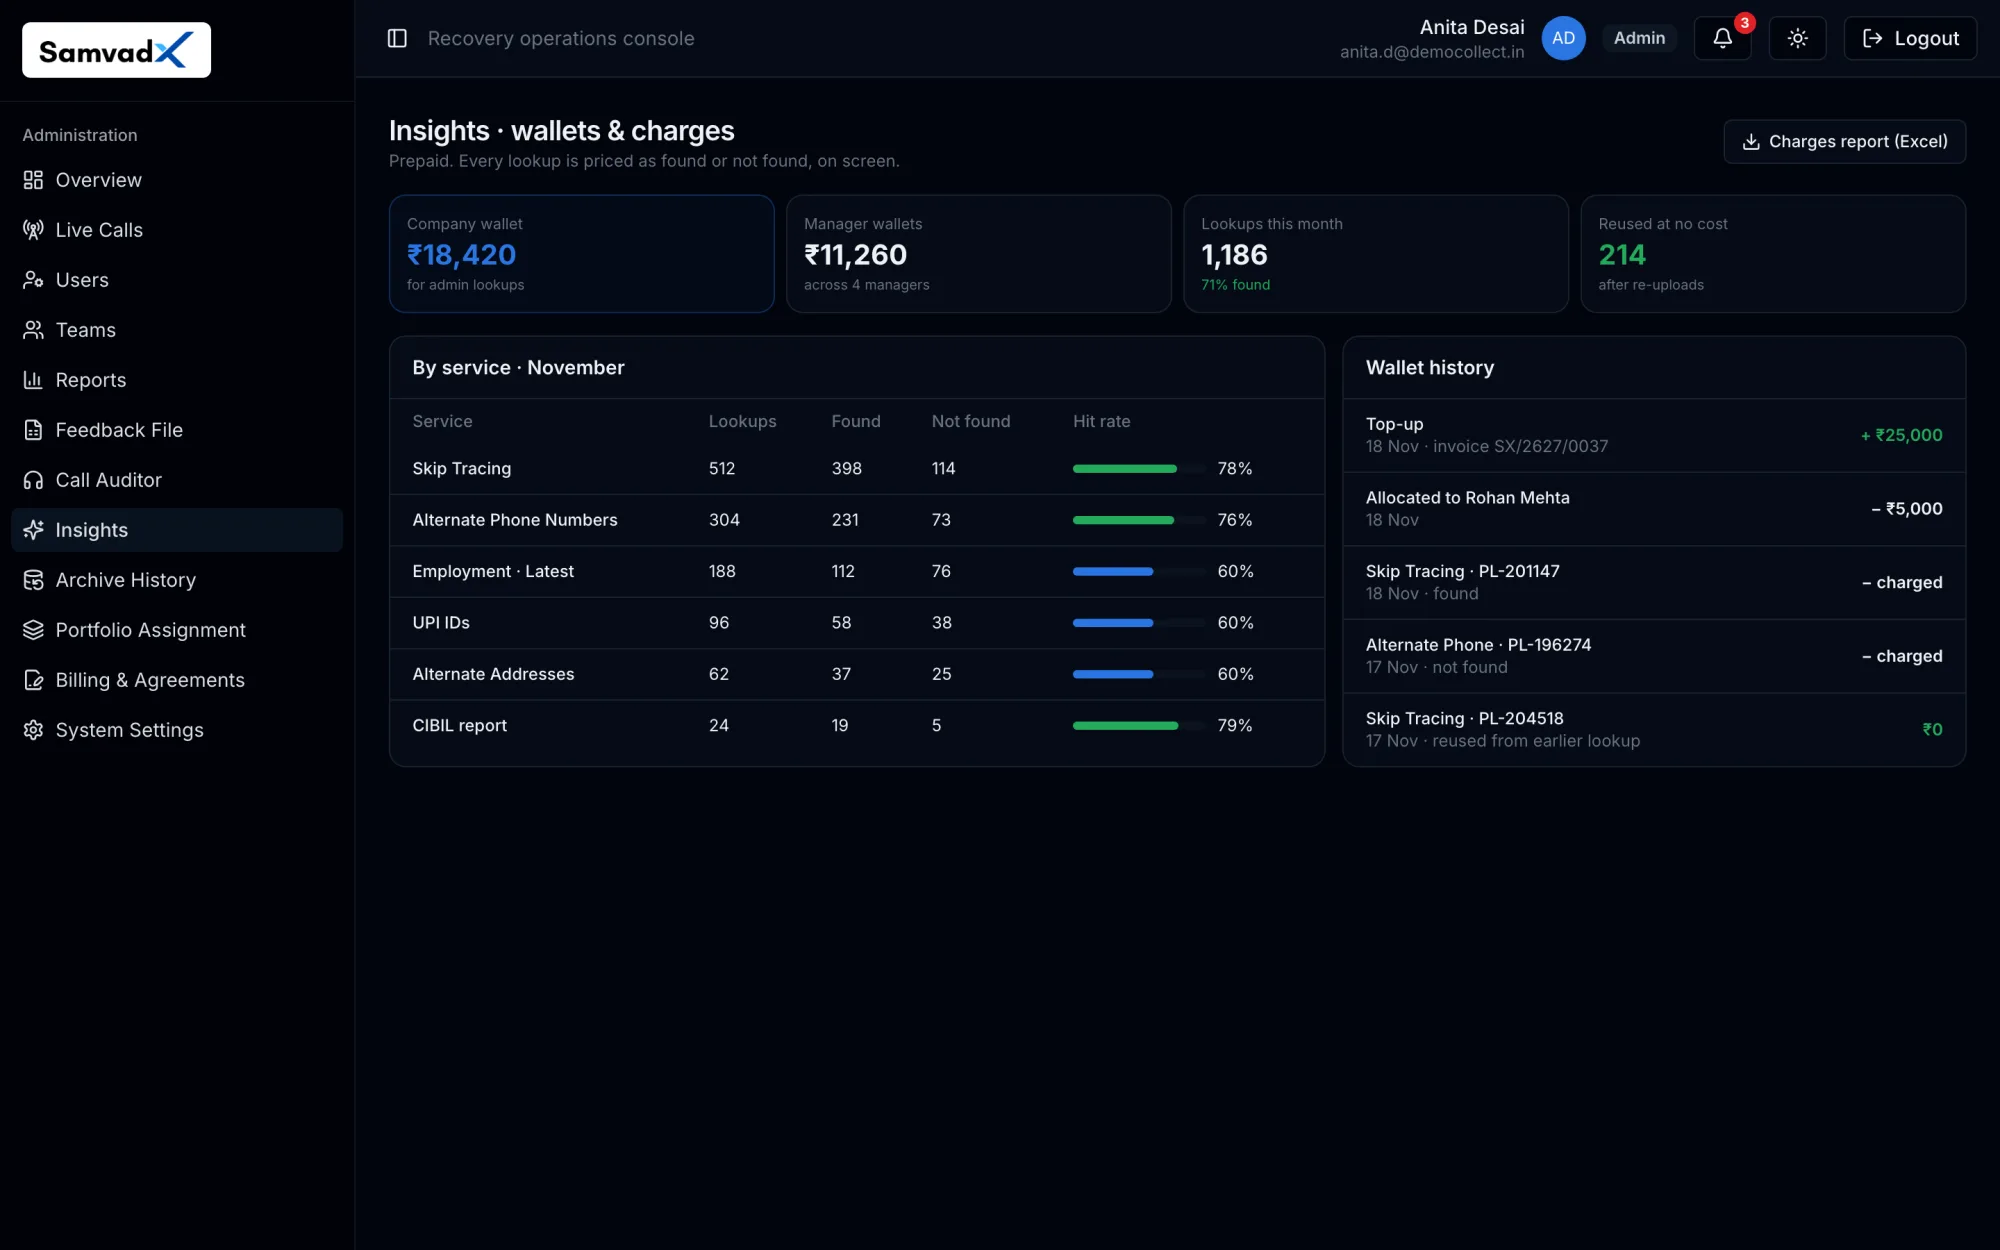 SamvadX
Recovery operations console
Anita Desai
anita.d@democollect.in
AD
Admin
3
Logout
Administration
Overview
Live Calls
Users
Teams
Reports
Feedback File
Call Auditor
Insights
Archive History
Portfolio Assignment
Billing & Agreements
System Settings
Insights · wallets & charges
Prepaid. Every lookup is priced as found or not found, on screen.
Charges report (Excel)
Company wallet
₹18,420
for admin lookups
Manager wallets
₹11,260
across 4 managers
Lookups this month
1,186
71% found
Reused at no cost
214
after re-uploads
By service · November
Service Lookups Found Not found Hit rate
Skip Tracing 512 398 114 78%
Alternate Phone Numbers 304 231 73 76%
Employment · Latest 188 112 76 60%
UPI IDs 96 58 38 60%
Alternate Addresses 62 37 25 60%
CIBIL report 24 19 5 79%
Wallet history
Top-up
18 Nov · invoice SX/2627/0037
+ ₹25,000
Allocated to Rohan Mehta
18 Nov
– ₹5,000
Skip Tracing · PL-201147
18 Nov · found
– charged
Alternate Phone · PL-196274
17 Nov · not found
– charged
Skip Tracing · PL-204518
17 Nov · reused from earlier lookup
₹0